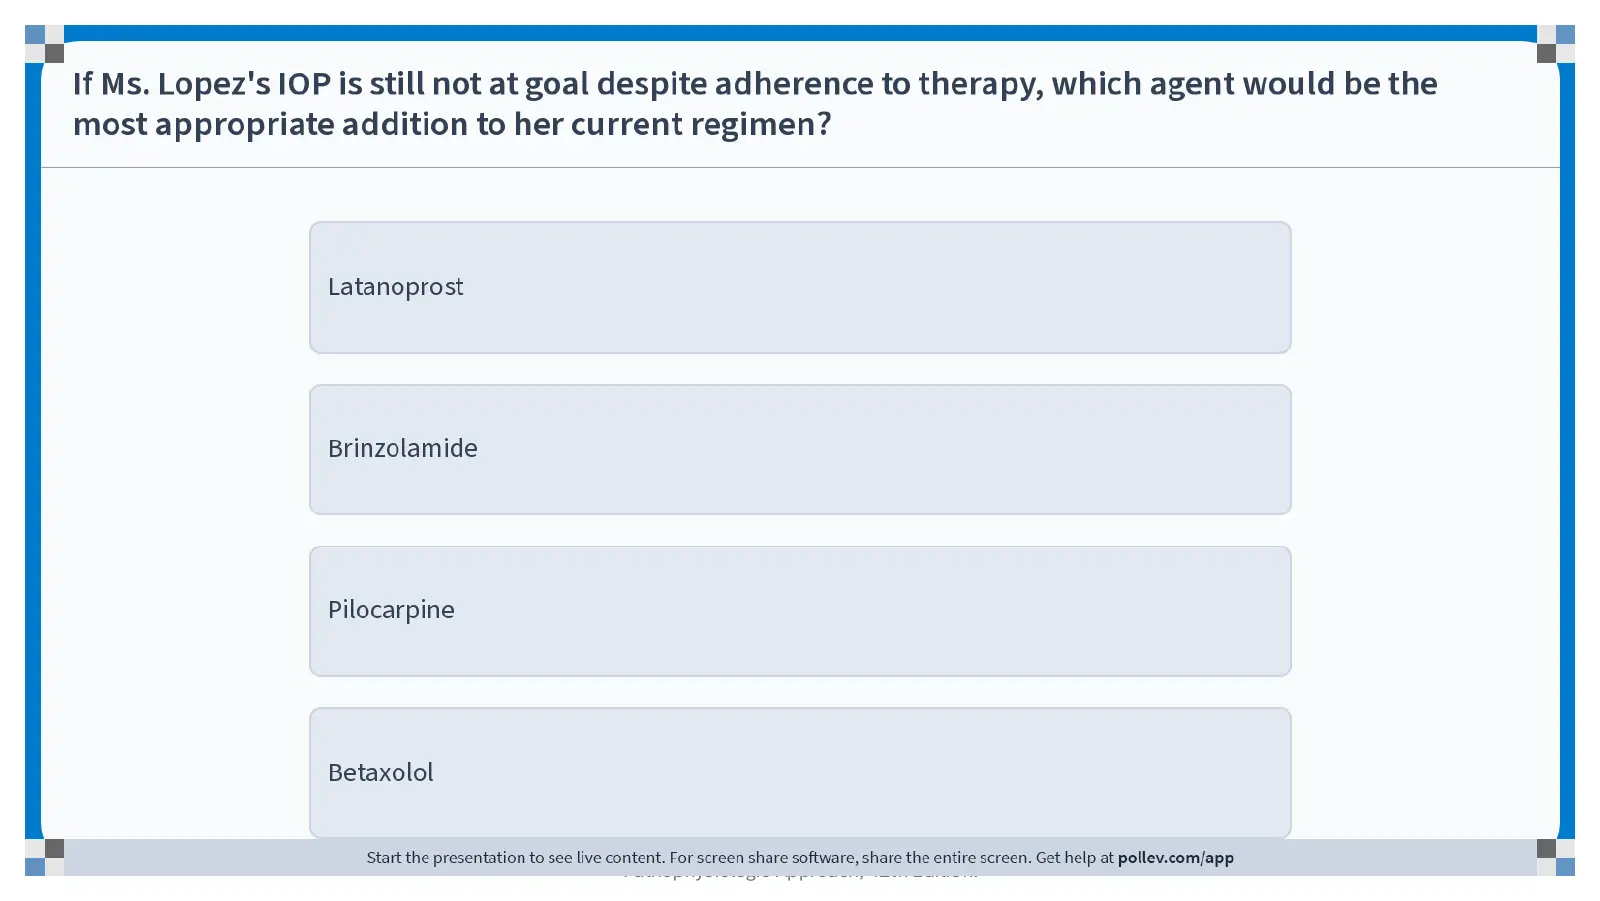 If Ms. Lopez's IOP is still not at goal despite adherence to therapy, which agent would be the
most appropriate addition to her current regimen?
Latanoprost
Brinzolamide
Pilocarpine
Betaxolol
Start the presentation to see live content. For screen share software, share the entire screen. Get help at pollev.com/app